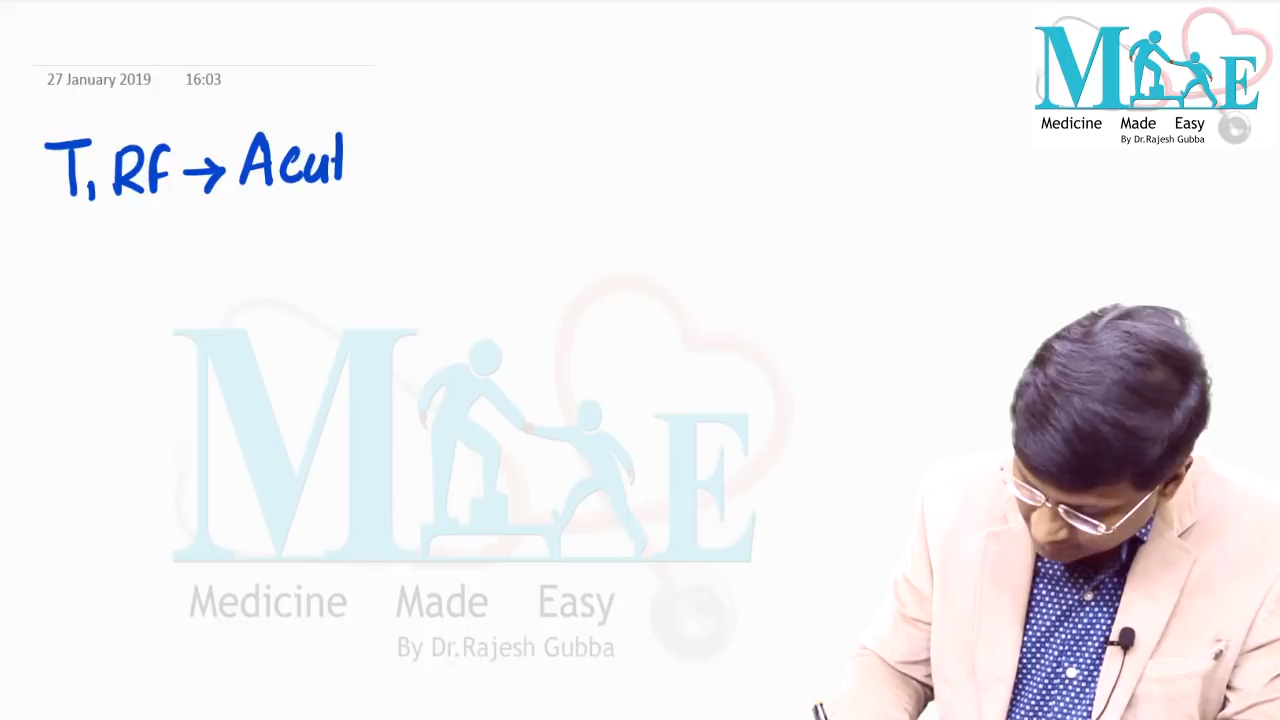 27 January 2019 16:03
M E
Medicine Made Easy
By Dr.Rajesh Gubba
T, RF → Acut
M E
Medicine Made Easy
By Dr.Rajesh Gubba